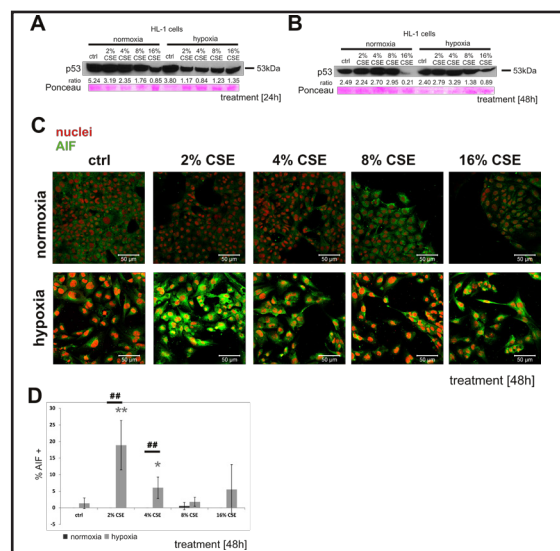 A
HL-1 cells
normoxia hypoxia
ctrl 2% CSE 4% CSE 8% CSE 16% CSE ctrl 2% CSE 4% CSE 8% CSE 16% CSE
p53 53kDa
ratio 5.24 3.19 2.35 1.76 0.85 3.80 1.17 0.84 1.23 1.35
Ponceau
treatment [24h]
B
HL-1 cells
normoxia hypoxia
ctrl 2% CSE 4% CSE 8% CSE 16% CSE ctrl 2% CSE 4% CSE 8% CSE 16% CSE
p53 53kDa
ratio 2.49 2.24 2.70 2.95 0.21 2.40 2.79 3.29 1.38 0.89
Ponceau
treatment [48h]
C
nuclei
AIF
ctrl 2% CSE 4% CSE 8% CSE 16% CSE
normoxia
50 µm 50 µm 50 µm 50 µm 50 µm
hypoxia
50 µm 50 µm 50 µm 50 µm 50 µm
treatment [48h]
D
% AIF +
30
25
20
15
10
5
0
-5
## **
## *
ctrl 2% CSE 4% CSE 8% CSE 16% CSE
normoxia hypoxia
treatment [48h]